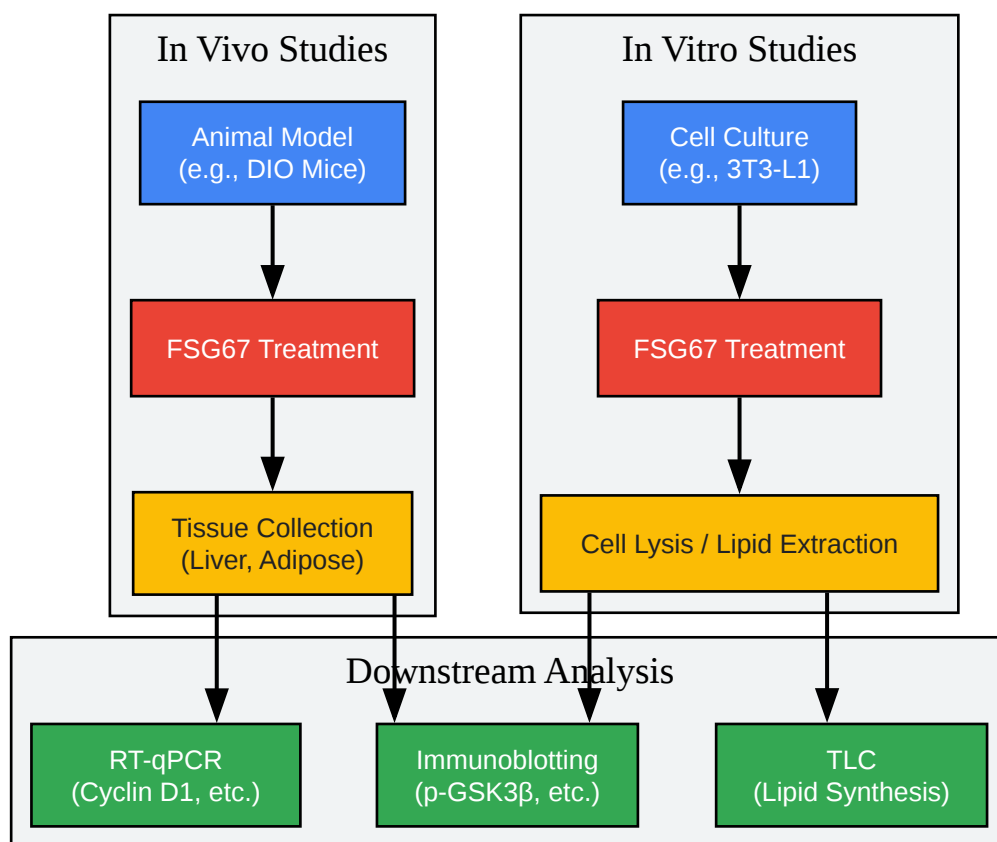 In Vivo Studies
Animal Model
(e.g., DIO Mice)
FSG67 Treatment
Tissue Collection
(Liver, Adipose)
In Vitro Studies
Cell Culture
(e.g., 3T3-L1)
FSG67 Treatment
Cell Lysis / Lipid Extraction
Downstream Analysis
RT-qPCR
(Cyclin D1, etc.)
Immunoblotting
(p-GSK3β, etc.)
TLC
(Lipid Synthesis)